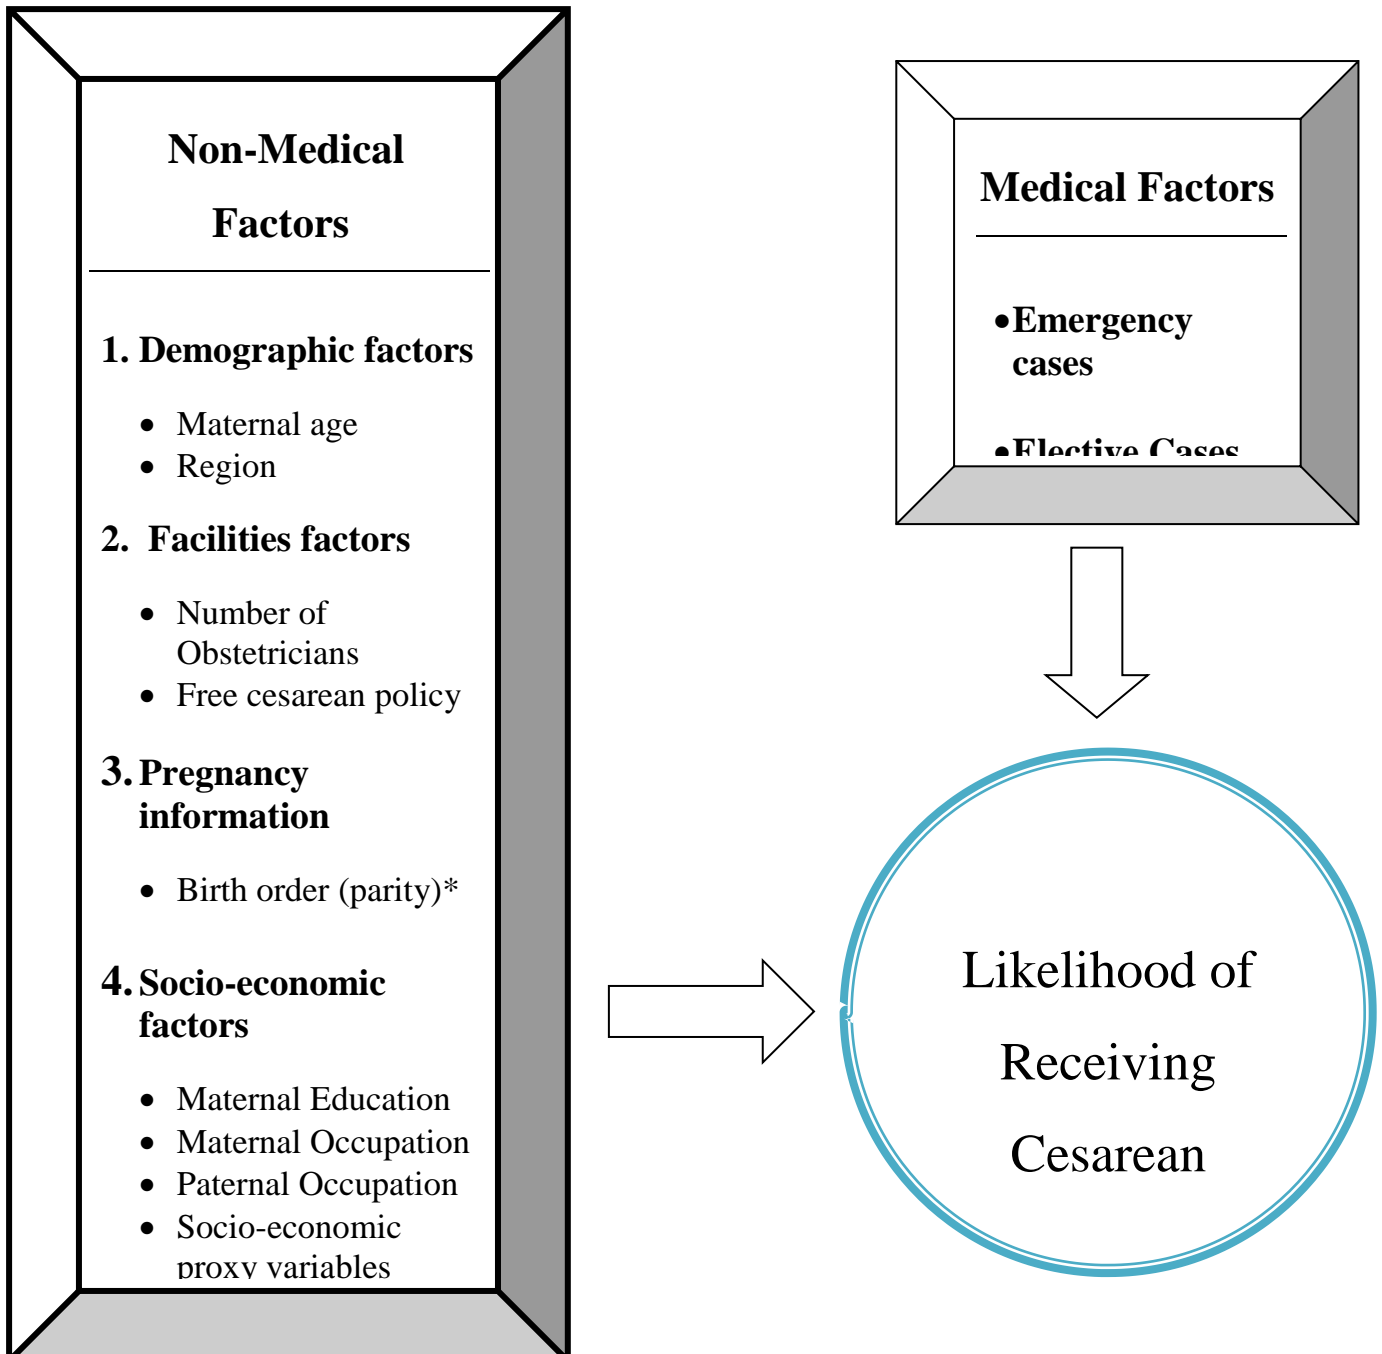 Non-Medical
Factors
1. Demographic factors
• Maternal age
• Region
2. Facilities factors
• Number of
Obstetricians
• Free cesarean policy
3. Pregnancy
information
• Birth order (parity)*
4. Socio-economic
factors
• Maternal Education
• Maternal Occupation
• Paternal Occupation
• Socio-economic
proxy variables
Medical Factors
•Emergency
cases
•Elective Cases
Likelihood of
Receiving
Cesarean